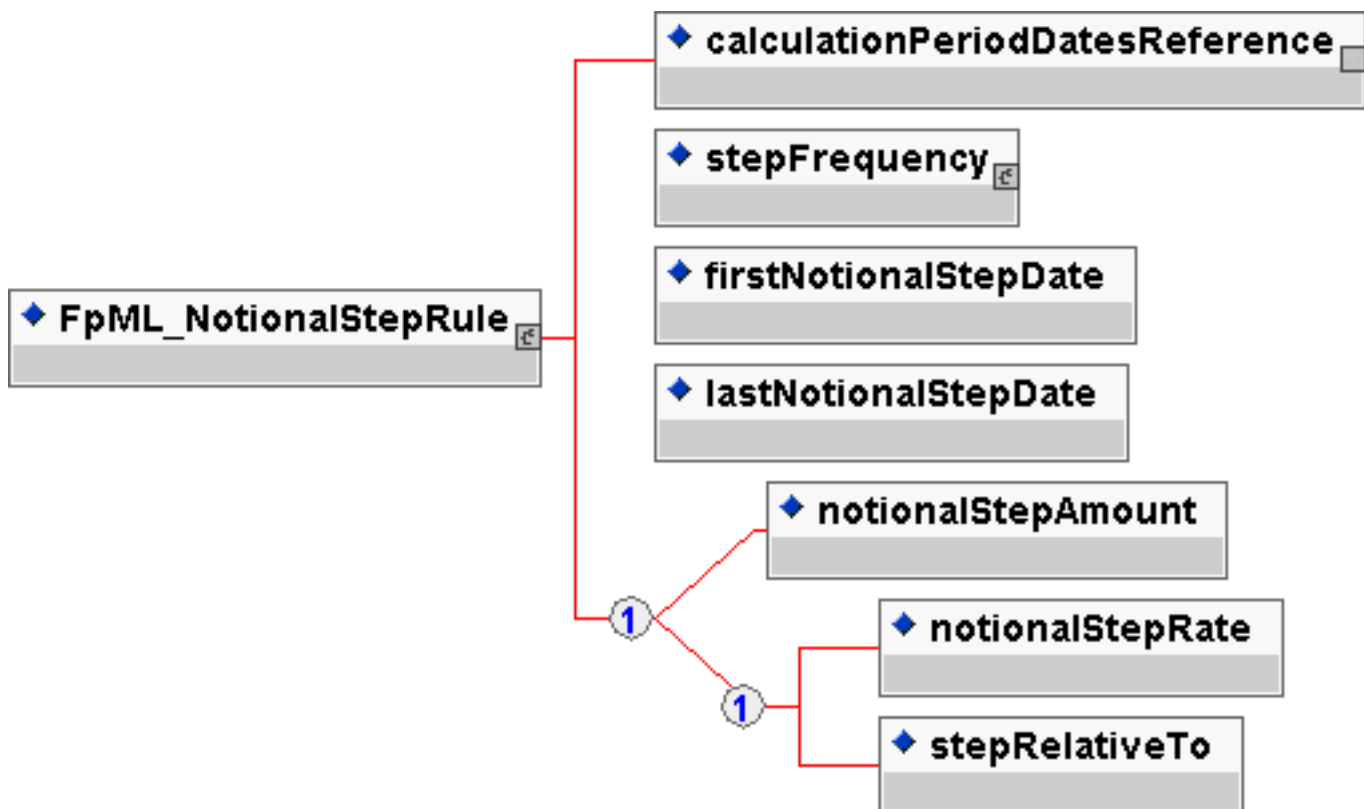 calculationPeriodDatesReference
stepFrequency
firstNotionalStepDate
FpML_NotionalStepRule
lastNotionalStepDate
notionalStepAmount
1
notionalStepRate
1
stepRelativeTo